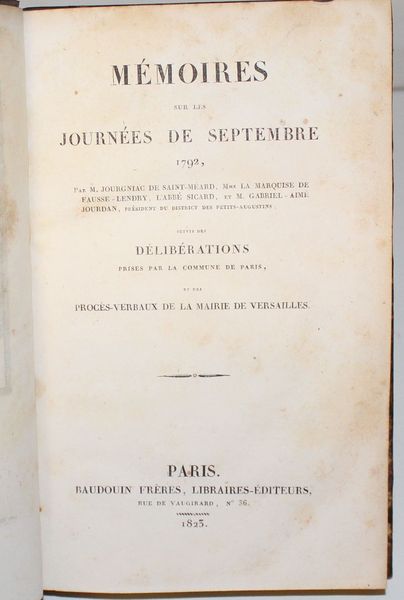 MÉMOIRES
SUR LES
JOURNÉES DE SEPTEMBRE
1792,
PAR M. JOURGNIAC DE SAINT-MÉARD, Mme LA MARQUISE DE
FAUSSE-LENDRY, L'ABBÉ SICARD, ET M. GABRIEL-AIMÉ
JOURDAN, PRÉSIDENT DU DISTRICT DES PETITS-AUGUSTINS,
SUIVIS DES
DÉLIBÉRATIONS
PRISES PAR LA COMMUNE DE PARIS,
ET DES
PROCÈS-VERBAUX DE LA MAIRIE DE VERSAILLES.
PARIS.
BAUDOUIN FRÈRES, LIBRAIRES-ÉDITEURS,
RUE DE VAUGIRARD, N° 36.
1823.